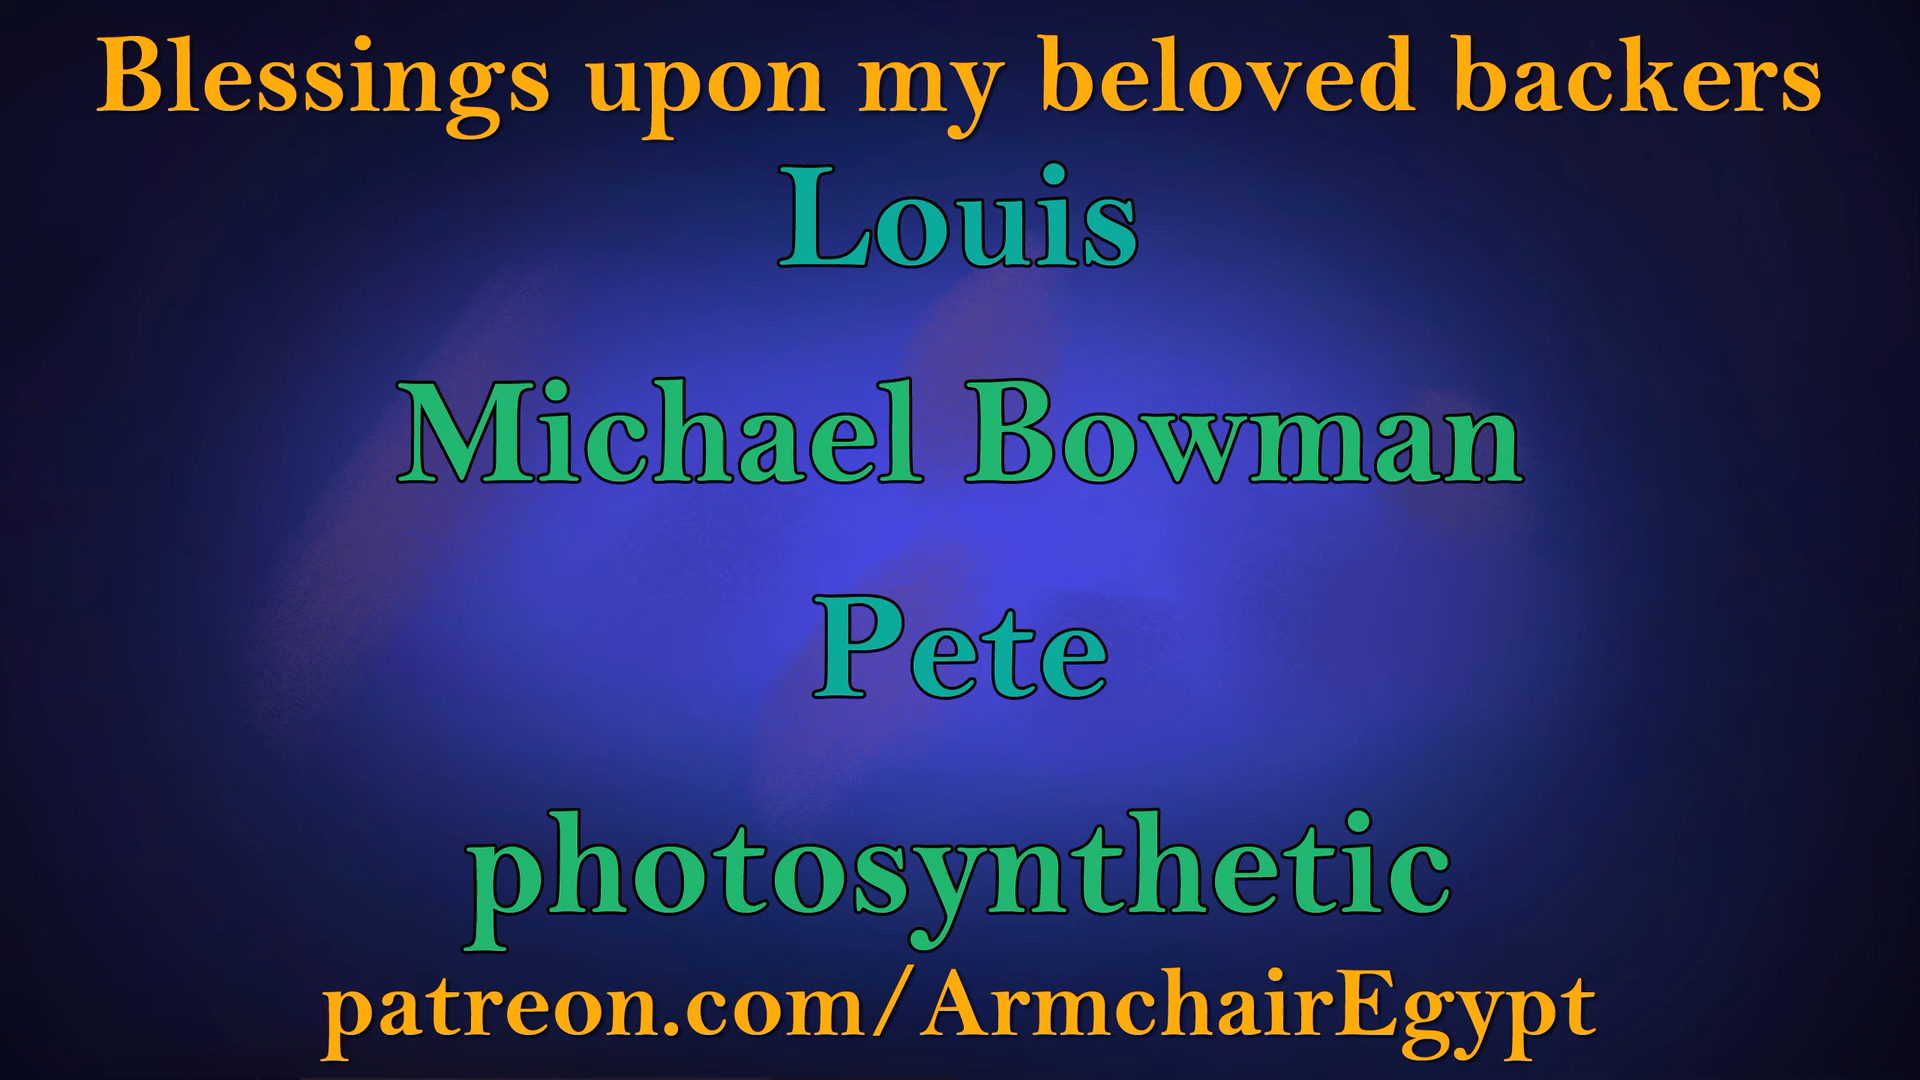 Blessings upon my beloved backers
Louis
Michael Bowman
Pete
photosynthetic
patreon.com/ArmchairEgypt